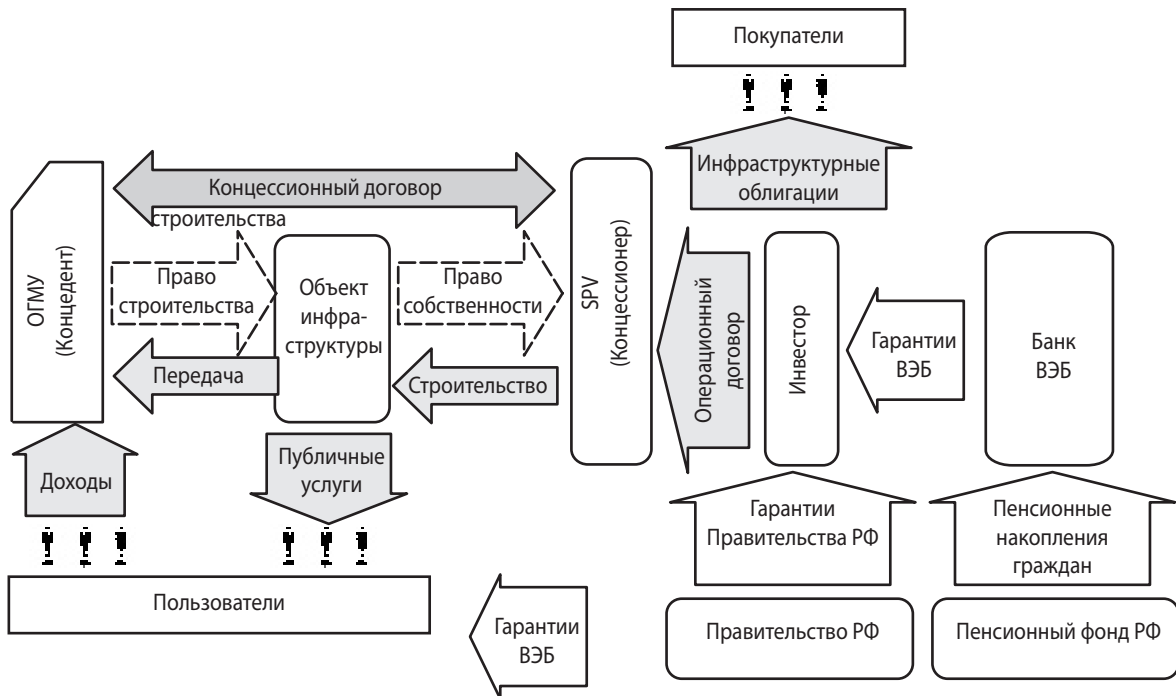 Покупатели
Инфраструктурные
облигации
Концессионный договор
строительства
ОГМУ
(Концедент)
Право
строительства
Объект
инфра-
структуры
Право
собственности
SPV
(Концессионер)
Операционный
договор
Инвестор
Гарантии
ВЭБ
Банк
ВЭБ
Передача
Строительство
Доходы
Публичные
услуги
Гарантии
Правительства РФ
Пенсионные
накопления
граждан
Пользователи
Гарантии
ВЭБ
Правительство РФ
Пенсионный фонд РФ